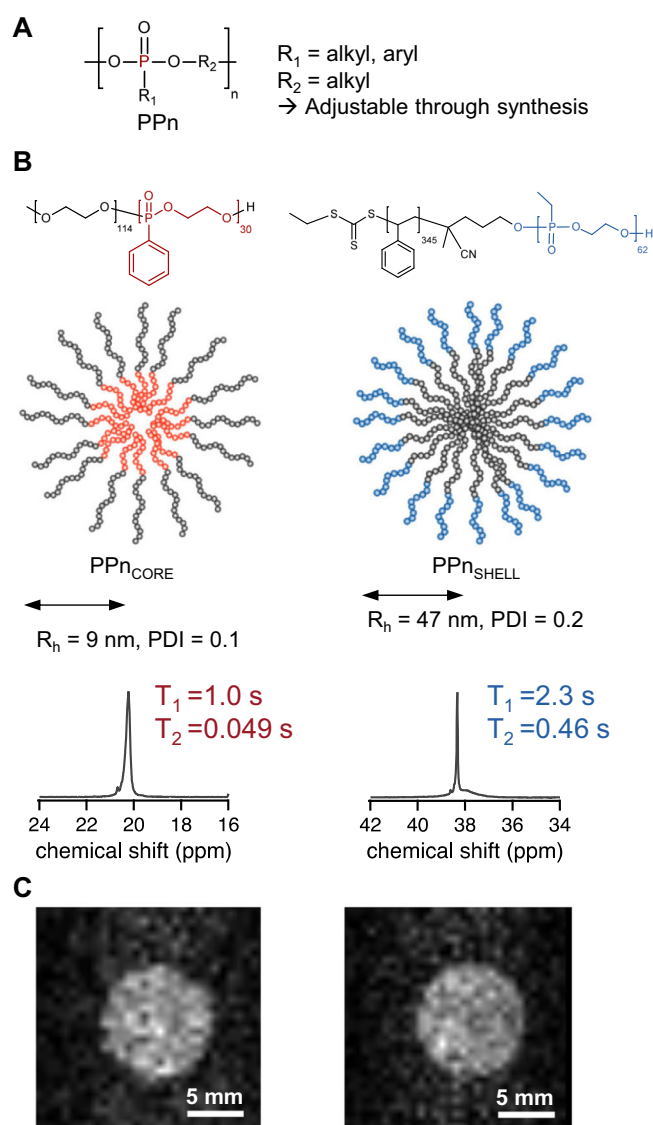 A
O
O P O R₂
R₁
n
PPn
R₁ = alkyl, aryl
R₂ = alkyl
→ Adjustable through synthesis
B
O
O O P O O H
114 30
S S O O P O O H
S 345 CN O 62
PPnCORE
PPnSHELL
Rₕ = 9 nm, PDI = 0.1
Rₕ = 47 nm, PDI = 0.2
T₁ =1.0 s
T₂ =0.049 s
T₁ =2.3 s
T₂ =0.46 s
24 22 20 18 16
chemical shift (ppm)
42 40 38 36 34
chemical shift (ppm)
C
5 mm
5 mm